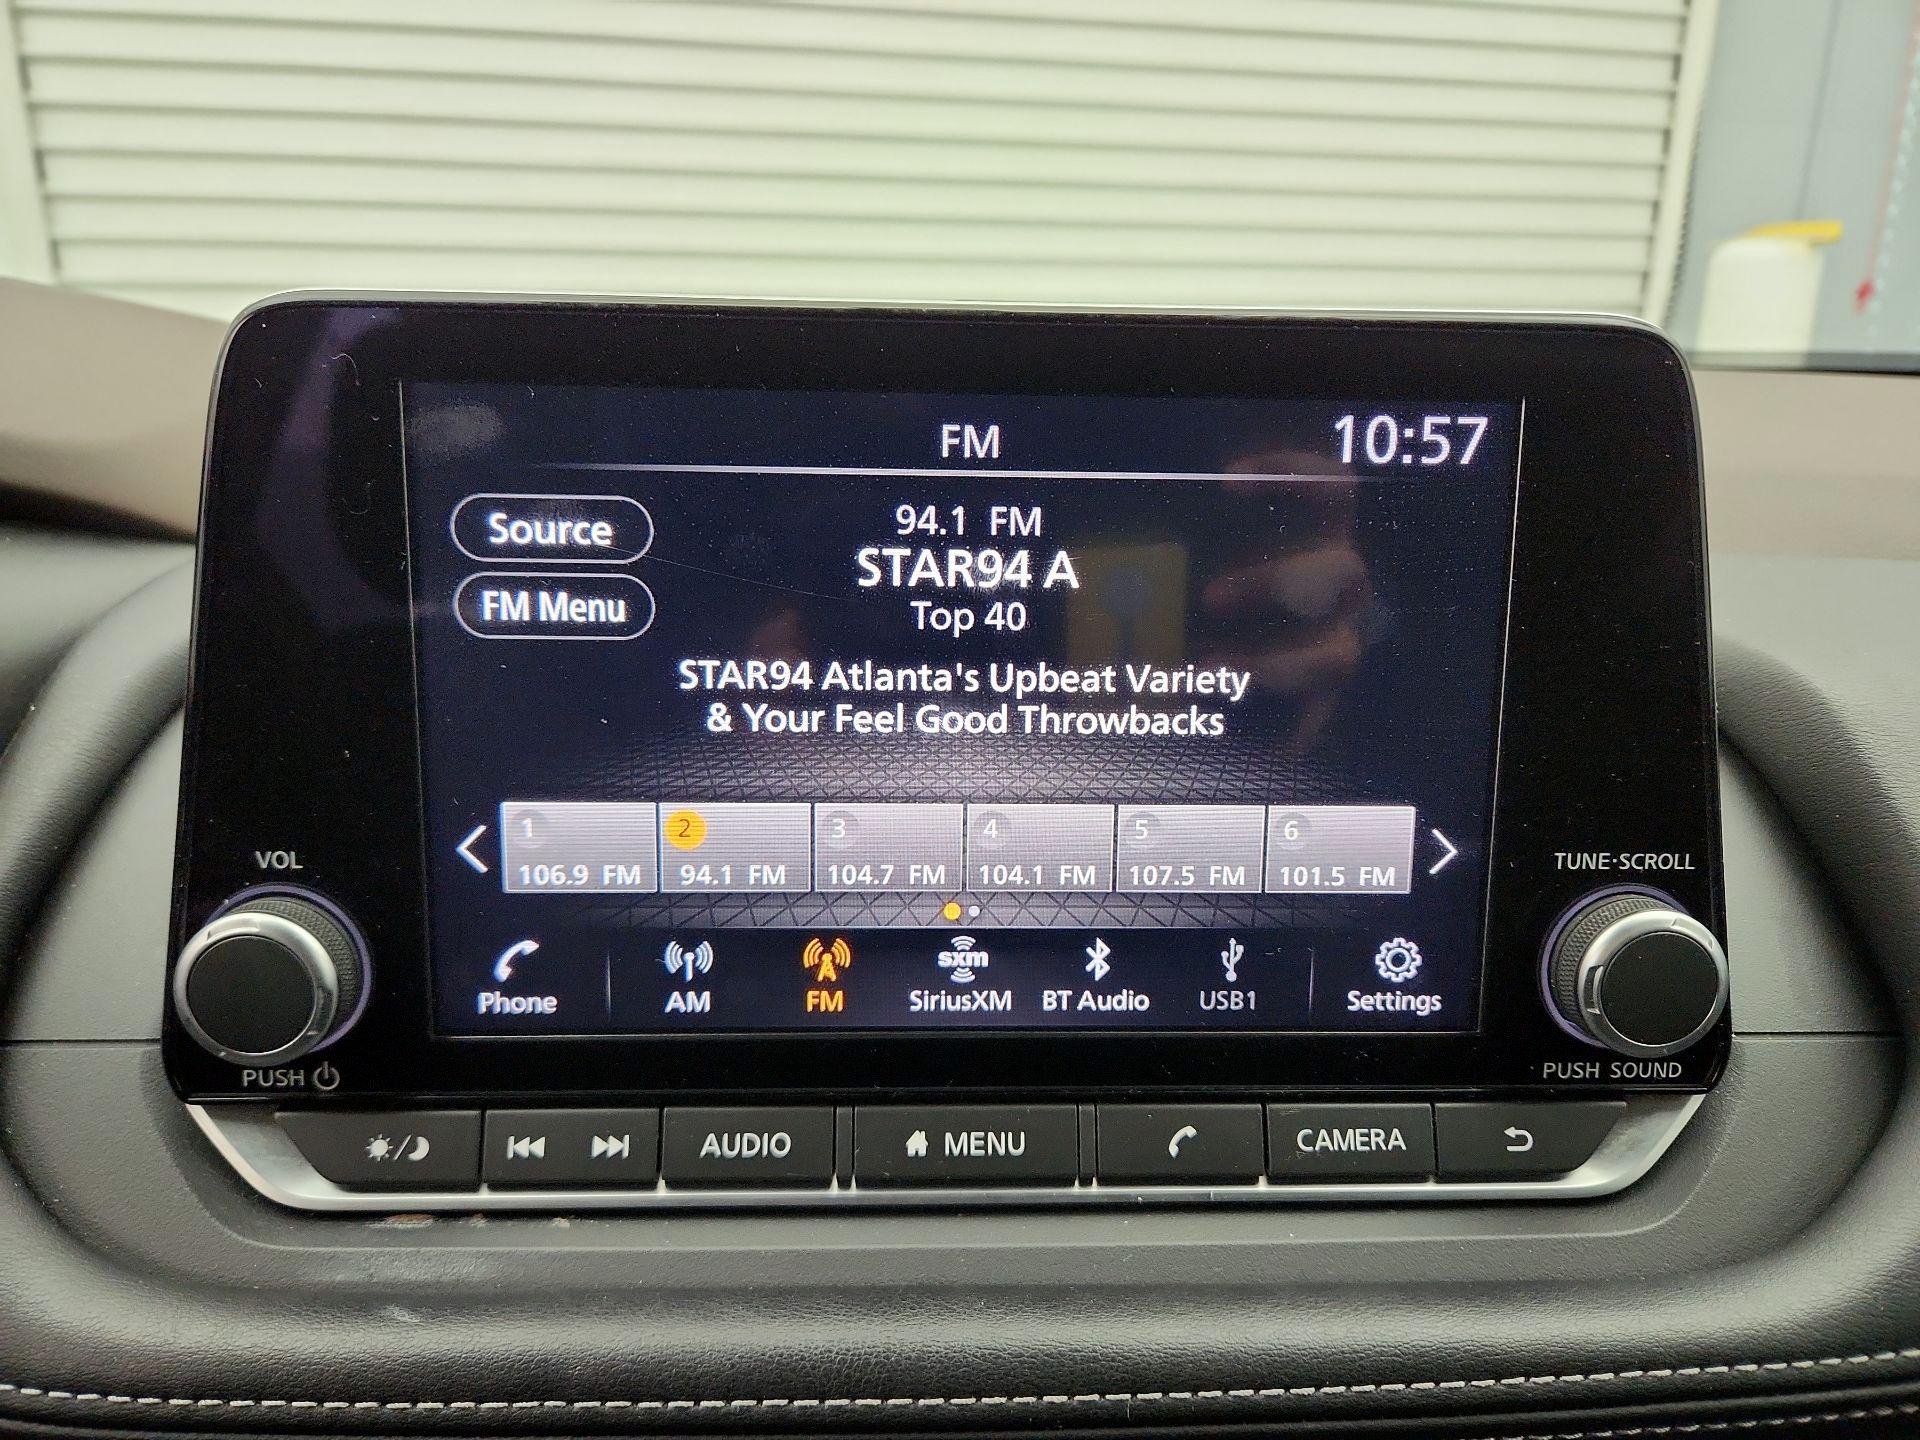 FM
10:57
Source
FM Menu
94.1 FM
STAR94 A
Top 40
STAR94 Atlanta's Upbeat Variety
& Your Feel Good Throwbacks
1
2
3
4
5
6
106.9 FM
94.1 FM
104.7 FM
104.1 FM
107.5 FM
101.5 FM
VOL
TUNE·SCROLL
sxm
Phone
AM
FM
SiriusXM
BT Audio
USB1
Settings
PUSH
PUSH SOUND
AUDIO
MENU
CAMERA